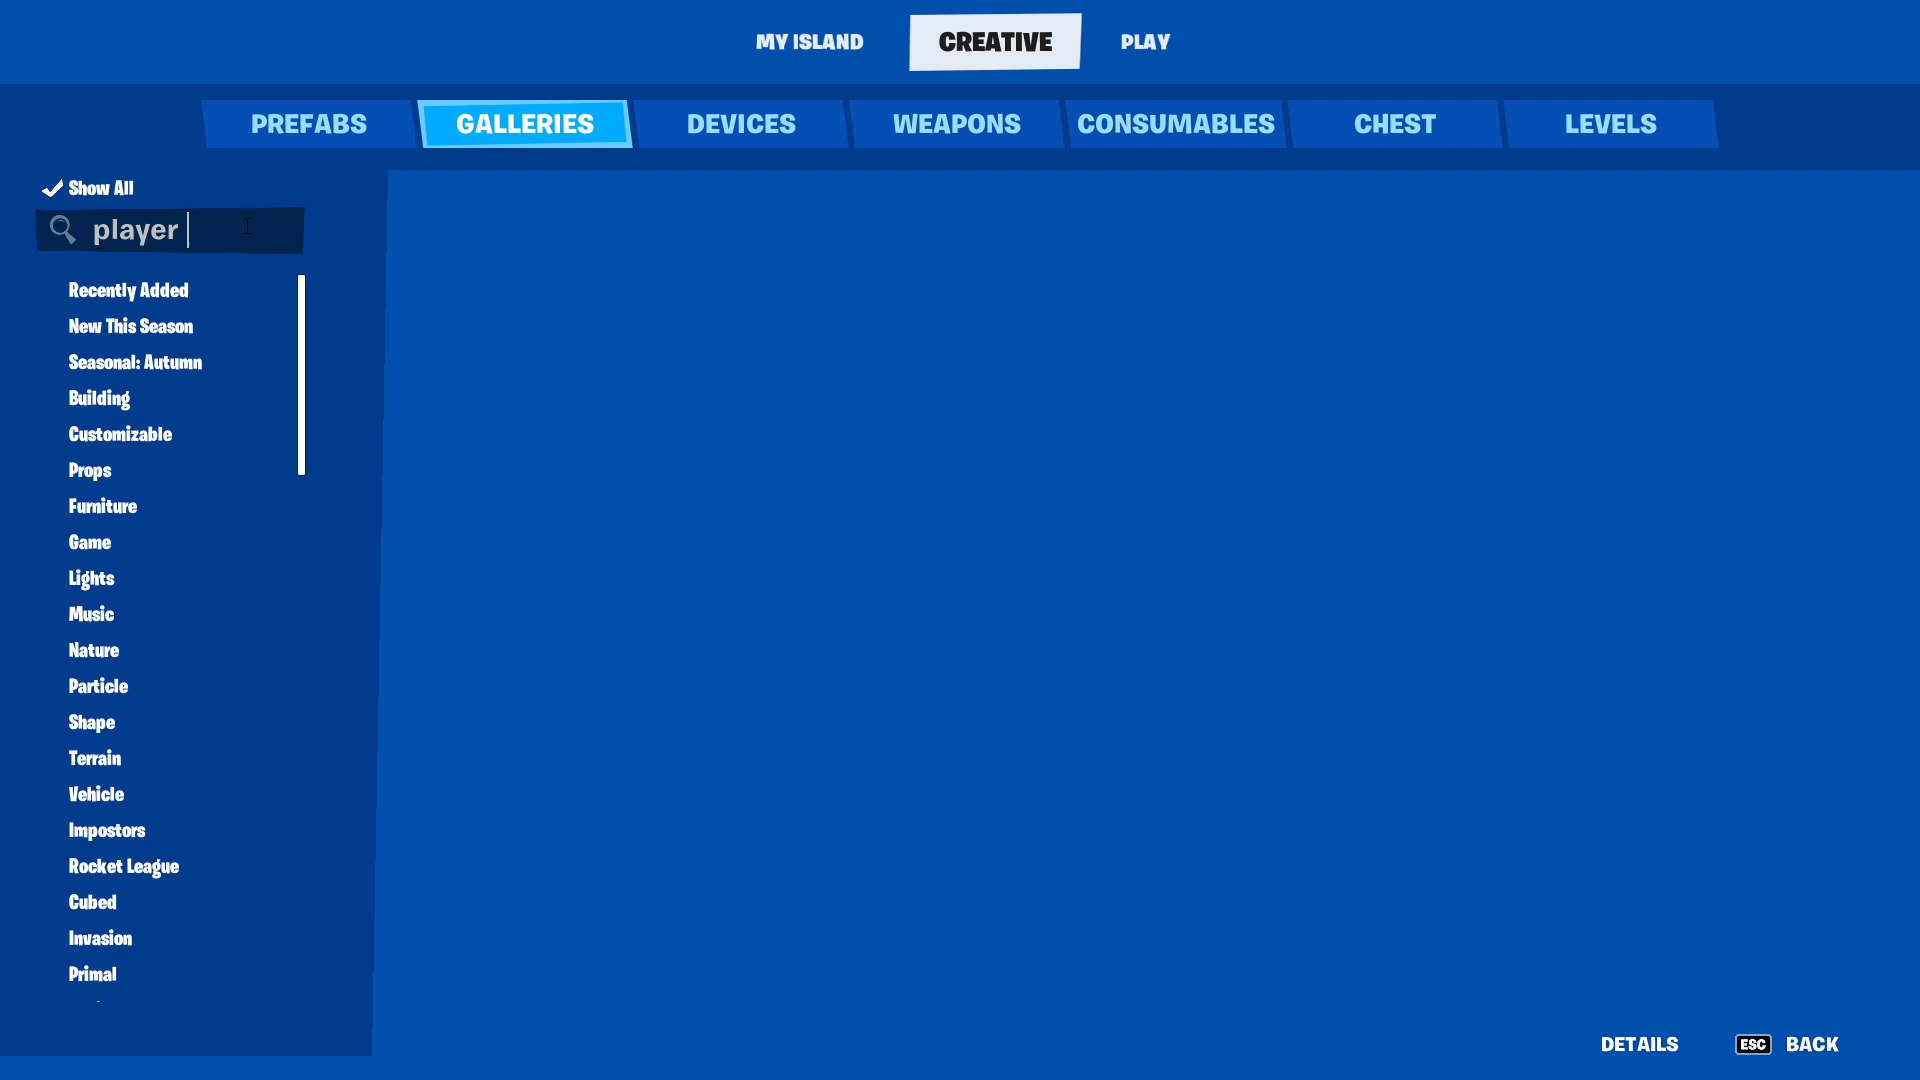 MY ISLAND
CREATIVE
PLAY
PREFABS
GALLERIES
DEVICES
WEAPONS
CONSUMABLES
CHEST
LEVELS
Show All
player
Recently Added
New This Season
Seasonal: Autumn
Building
Customizable
Props
Furniture
Game
Lights
Music
Nature
Particle
Shape
Terrain
Vehicle
Impostors
Rocket League
Cubed
Invasion
Primal
DETAILS
ESC BACK